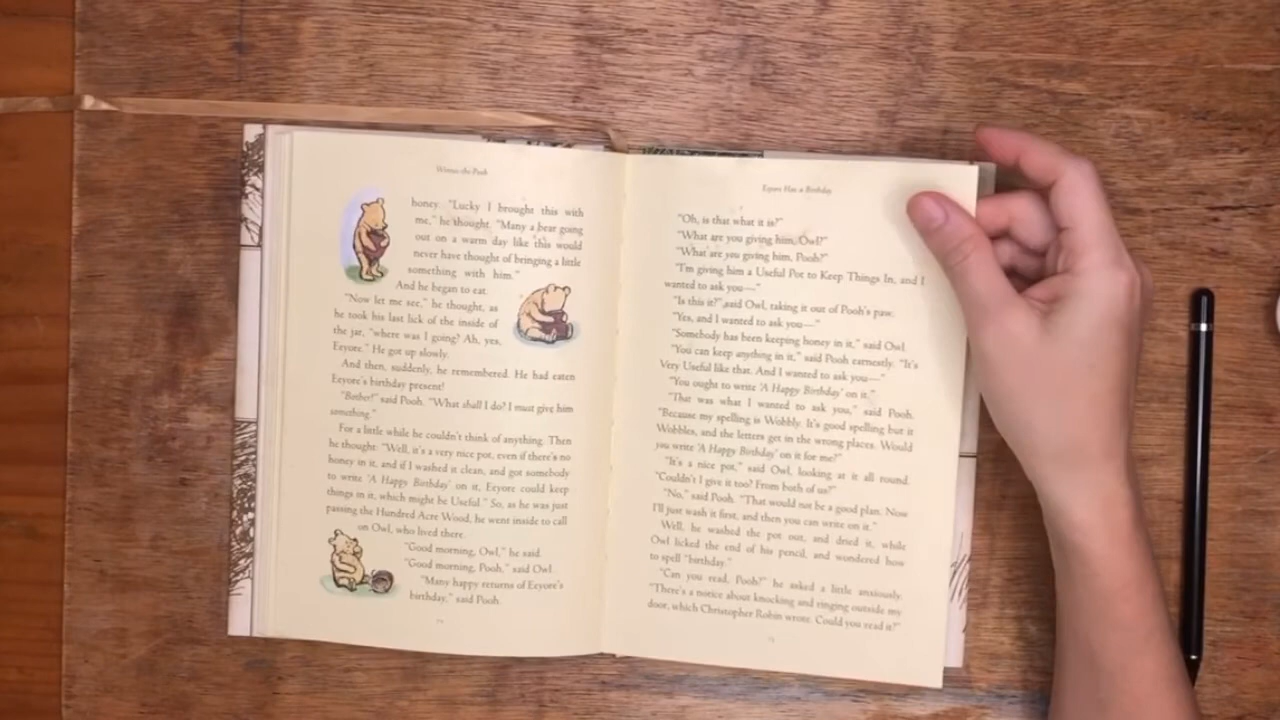 Winnie-the-Pooh
honey. "Lucky I brought this with
me," he thought. "Many a bear going
out on a warm day like this would
never have thought of bringing a little
something with him."
And he began to eat.
"Now let me see," he thought, as
he took his last lick of the inside of
the jar, "where was I going? Ah, yes,
Eeyore." He got up slowly.
And then, suddenly, he remembered. He had eaten
Eeyore's birthday present!
"Bother!" said Pooh. "What shall I do? I must give him
something."
For a little while he couldn't think of anything. Then
he thought: "Well, it's a very nice pot, even if there's no
honey in it, and if I washed it clean, and got somebody
to write 'A Happy Birthday' on it, Eeyore could keep
things in it, which might be Useful." So, as he was just
passing the Hundred Acre Wood, he went inside to call
on Owl, who lived there.
"Good morning, Owl," he said.
"Good morning, Pooh," said Owl.
"Many happy returns of Eeyore's
birthday," said Pooh.
Eeyore Has a Birthday
"Oh, is that what it is?"
"What are you giving him, Owl?"
"What are you giving him, Pooh?"
"I'm giving him a Useful Pot to Keep Things In, and I
wanted to ask you—"
"Is this it?" said Owl, taking it out of Pooh's paw.
"Yes, and I wanted to ask you—"
"Somebody has been keeping honey in it," said Owl.
"You can keep anything in it," said Pooh earnestly. "It's
Very Useful like that. And I wanted to ask you—"
"You ought to write 'A Happy Birthday' on it."
"That was what I wanted to ask you," said Pooh.
"Because my spelling is Wobbly. It's good spelling but it
Wobbles, and the letters get in the wrong places. Would
you write 'A Happy Birthday' on it for me?"
"It's a nice pot," said Owl, looking at it all round.
"Couldn't I give it too? From both of us?"
"No," said Pooh. "That would not be a good plan. Now
I'll just wash it first, and then you can write on it."
Well, he washed the pot out, and dried it, while
Owl licked the end of his pencil, and wondered how
to spell "birthday."
"Can you read, Pooh?" he asked a little anxiously.
"There's a notice about knocking and ringing outside my
door, which Christopher Robin wrote. Could you read it?"